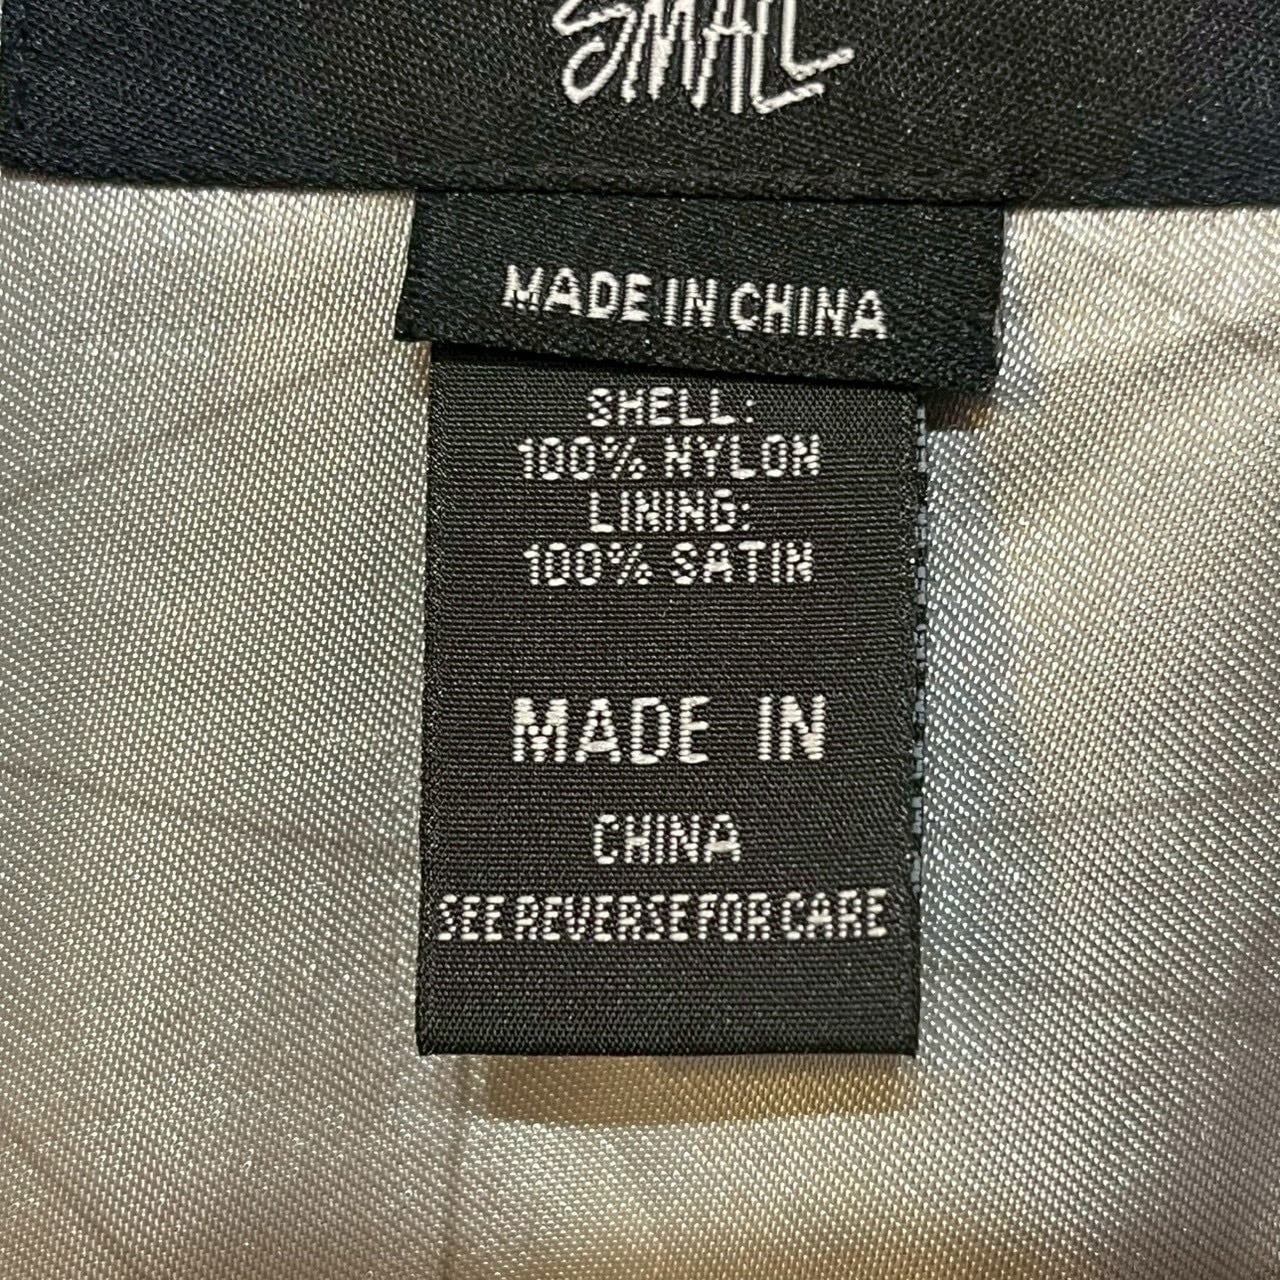 SMALL
MADE IN CHINA
SHELL:
100% NYLON
LINING:
100% SATIN
MADE IN
CHINA
SEE REVERSE FOR CARE